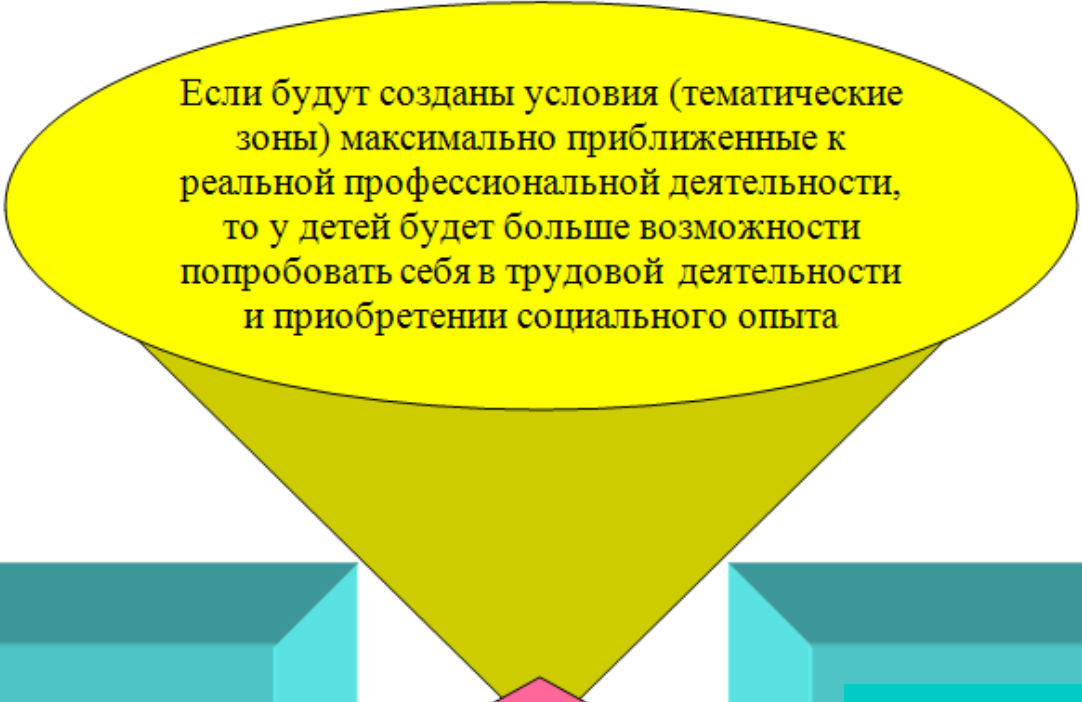 Если будут созданы условия (тематические
зоны) максимально приближенные к
реальной профессиональной деятельности,
то у детей будет больше возможности
попробовать себя в трудовой деятельности
и приобретении социального опыта